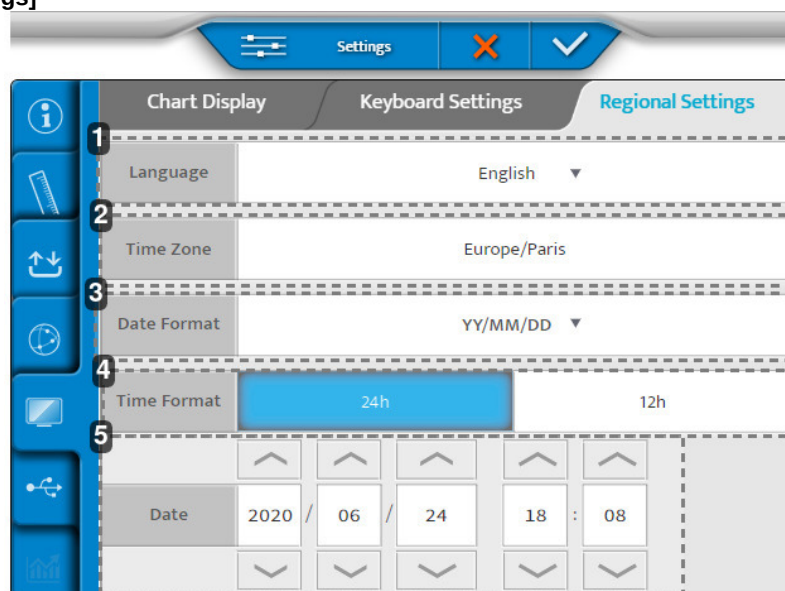 gs]
Settings
Chart Display Keyboard Settings Regional Settings
1
Language English
2
Time Zone Europe/Paris
3
Date Format YY/MM/DD
4
Time Format 24h 12h
5
Date 2020 / 06 / 24 18 : 08